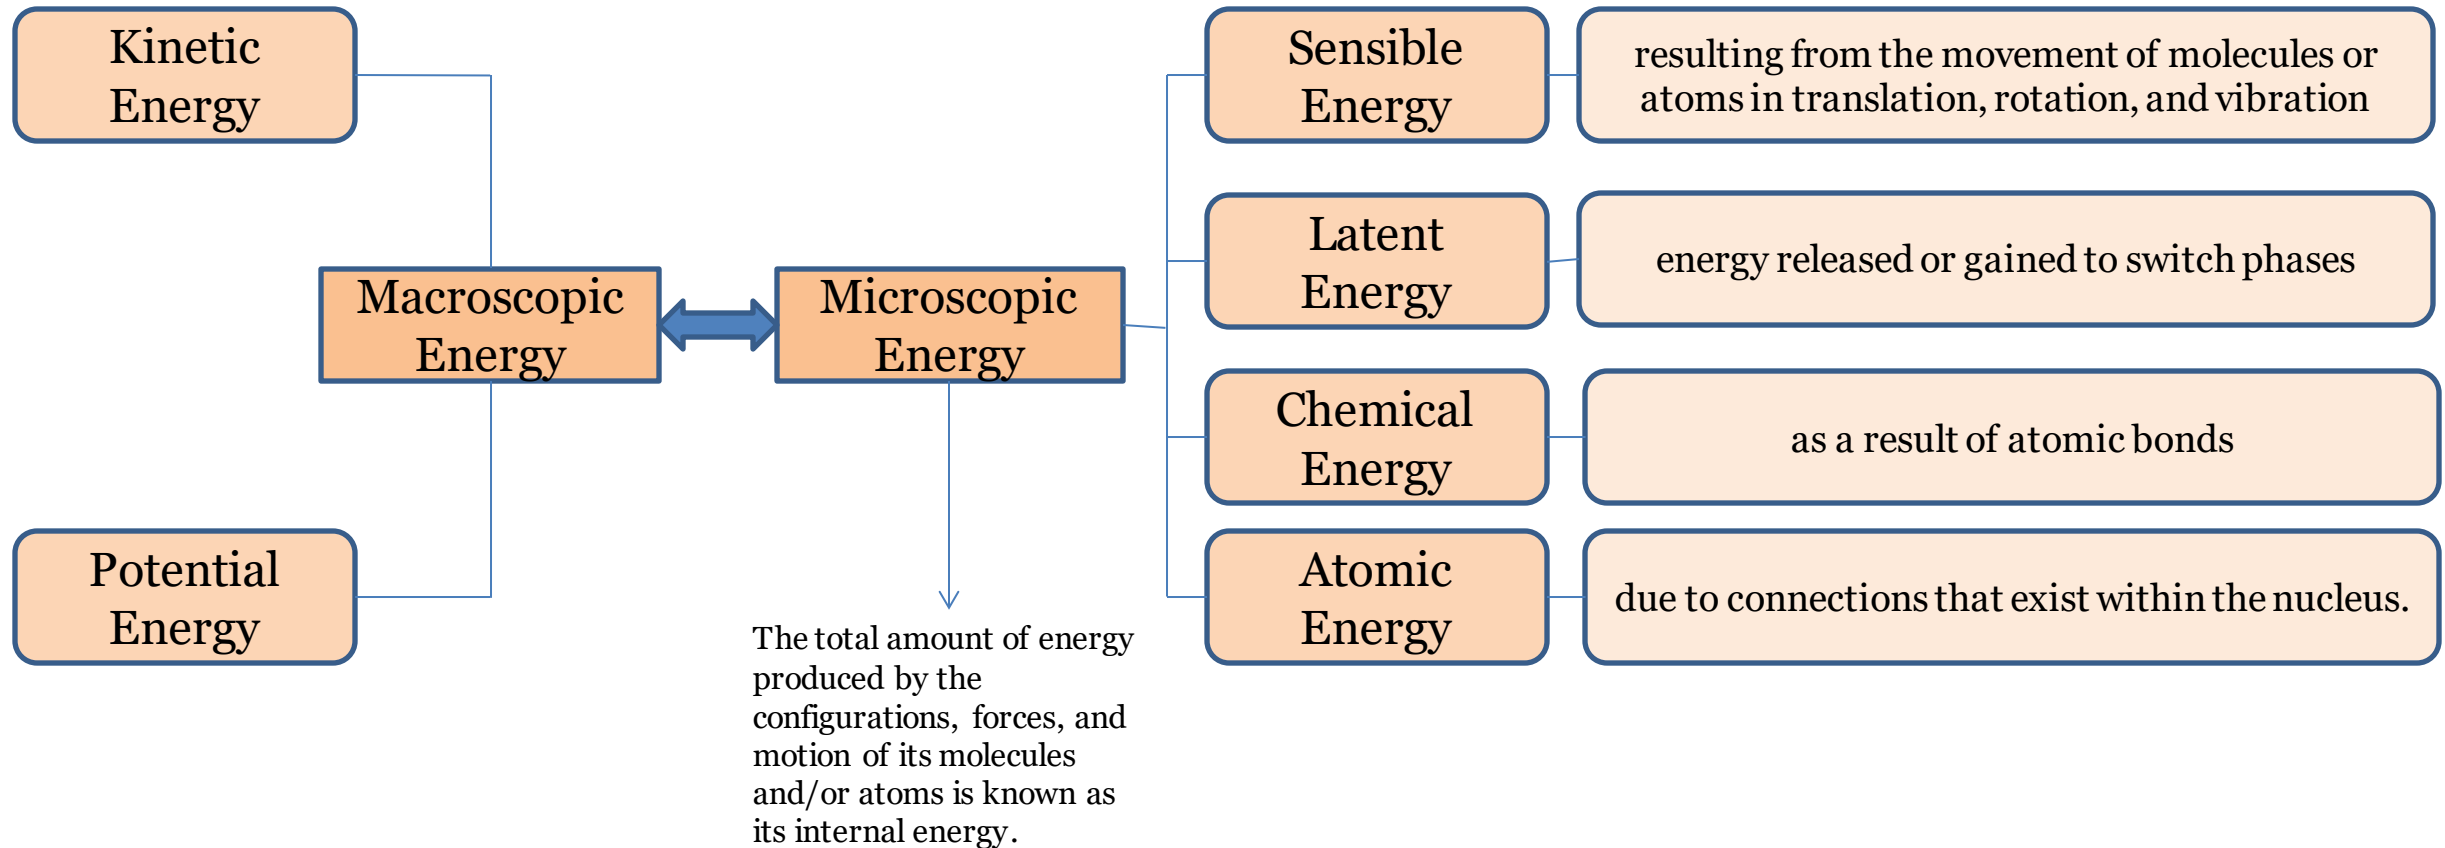 Kinetic
Energy
Potential
Energy
Macroscopic
Energy
Microscopic
Energy
The total amount of energy
produced by the
configurations, forces, and
motion of its molecules
and/or atoms is known as
its internal energy.
Sensible
Energy
resulting from the movement of molecules or
atoms in translation, rotation, and vibration
Latent
Energy
energy released or gained to switch phases
Chemical
Energy
as a result of atomic bonds
Atomic
Energy
due to connections that exist within the nucleus.